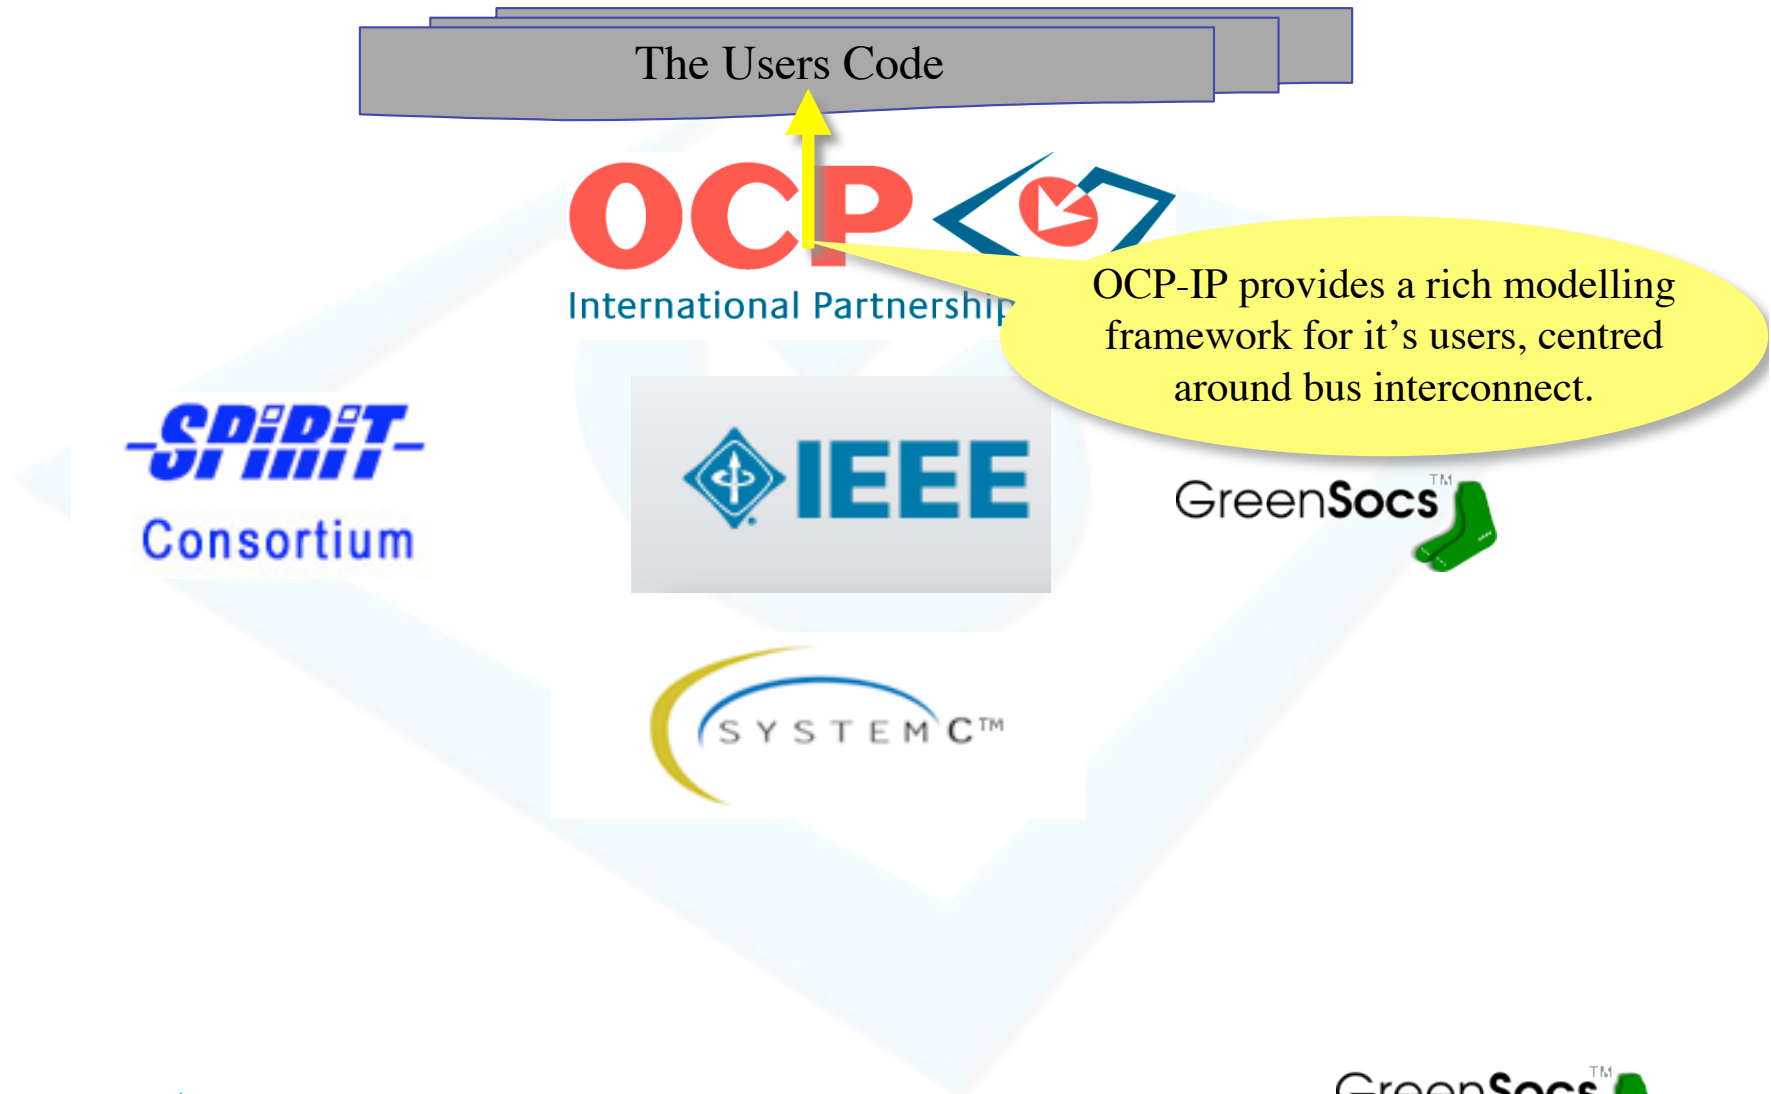 The Users Code
OCP
International Partnership
OCP-IP provides a rich modelling
framework for it’s users, centred
around bus interconnect.
SPiRiT
Consortium
IEEE
GreenSocs™
SYSTEM C™
GreenSocs™